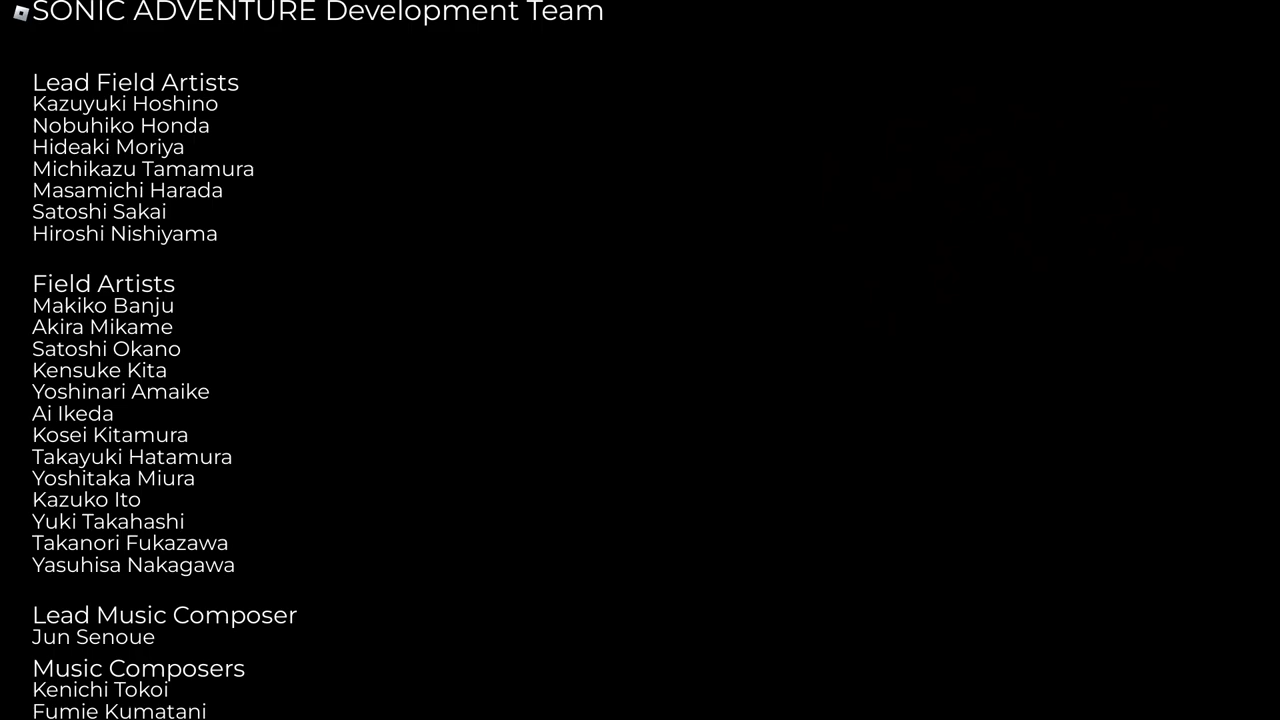 SONIC ADVENTURE Development Team
Lead Field Artists
Kazuyuki Hoshino
Nobuhiko Honda
Hideaki Moriya
Michikazu Tamamura
Masamichi Harada
Satoshi Sakai
Hiroshi Nishiyama
Field Artists
Makiko Banju
Akira Mikame
Satoshi Okano
Kensuke Kita
Yoshinari Amaike
Ai Ikeda
Kosei Kitamura
Takayuki Hatamura
Yoshitaka Miura
Kazuko Ito
Yuki Takahashi
Takanori Fukazawa
Yasuhisa Nakagawa
Lead Music Composer
Jun Senoue
Music Composers
Kenichi Tokoi
Fumie Kumatani